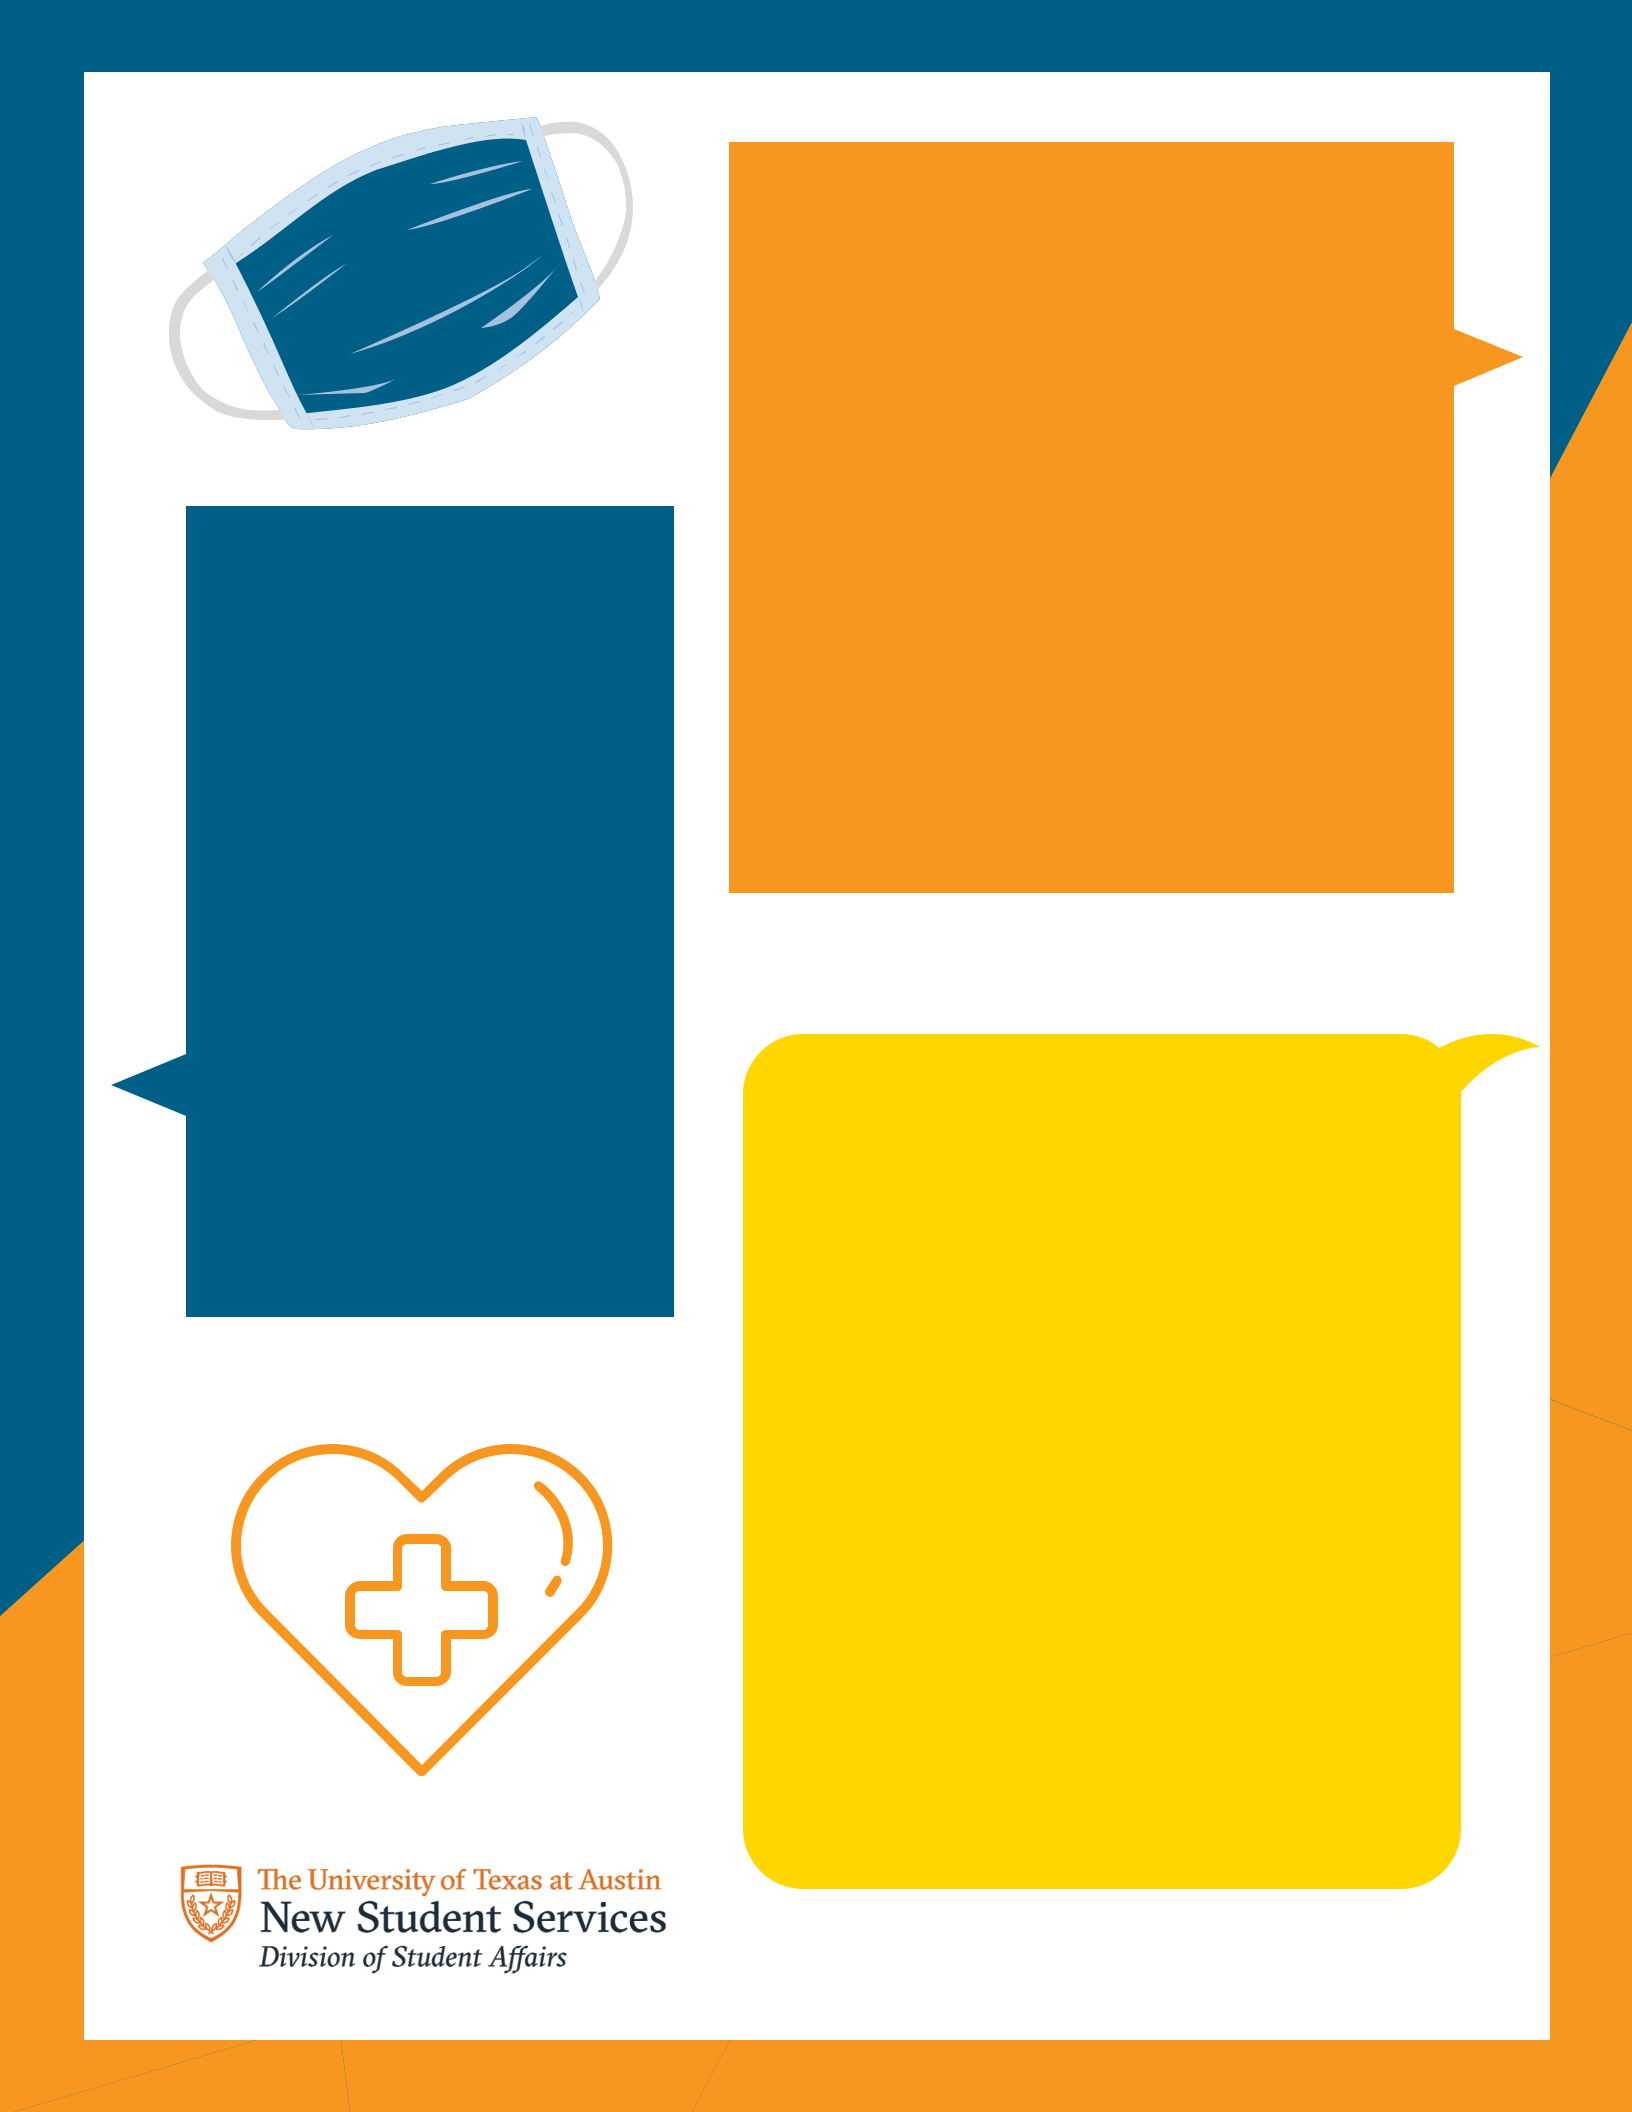 The University of Texas at Austin
New Student Services
Division of Student Affairs